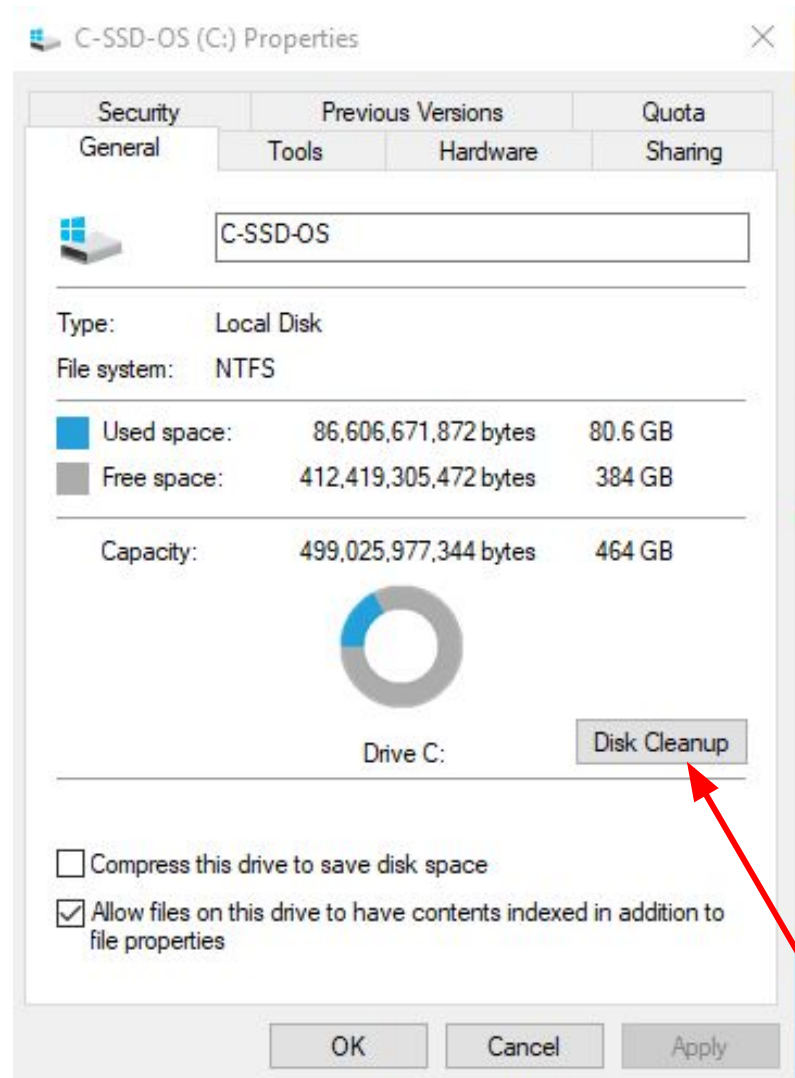 C-SSD-OS (C:) Properties
Security Previous Versions Quota
General Tools Hardware Sharing
C-SSD-OS
Type: Local Disk
File system: NTFS
Used space: 86,606,671,872 bytes 80.6 GB
Free space: 412,419,305,472 bytes 384 GB
Capacity: 499,025,977,344 bytes 464 GB
Drive C: Disk Cleanup
Compress this drive to save disk space
Allow files on this drive to have contents indexed in addition to
file properties
OK Cancel Apply